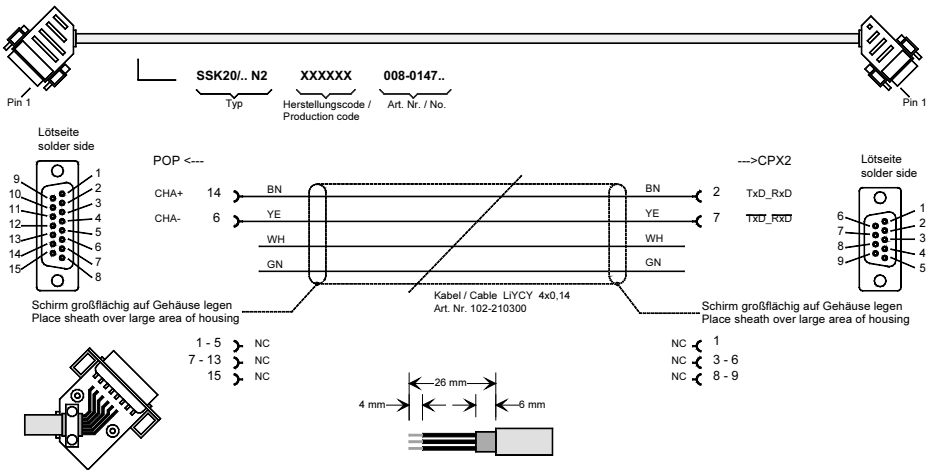 Pin 1
Pin 1
SSK20/.. N2 XXXXXX 008-0147..
Typ Herstellungscode / Art. Nr. / No.
Production code
Lötseite
solder side
9
10
11
12
13
14
15
1
2
3
4
5
6
7
8
POP <---
CHA+ 14 BN
CHA- 6 YE
WH
GN
--->CPX2
BN 2 TxD_RxD
YE 7 TxD_RxD
WH
GN
Lötseite
solder side
6
7
8
9
1
2
3
4
5
Kabel / Cable LiYCY 4x0,14
Art. Nr. 102-210300
Schirm großflächig auf Gehäuse legen
Place sheath over large area of housing
Schirm großflächig auf Gehäuse legen
Place sheath over large area of housing
1 - 5 NC
7 - 13 NC
15 NC
NC 1
NC 3 - 6
NC 8 - 9
26 mm
4 mm
6 mm